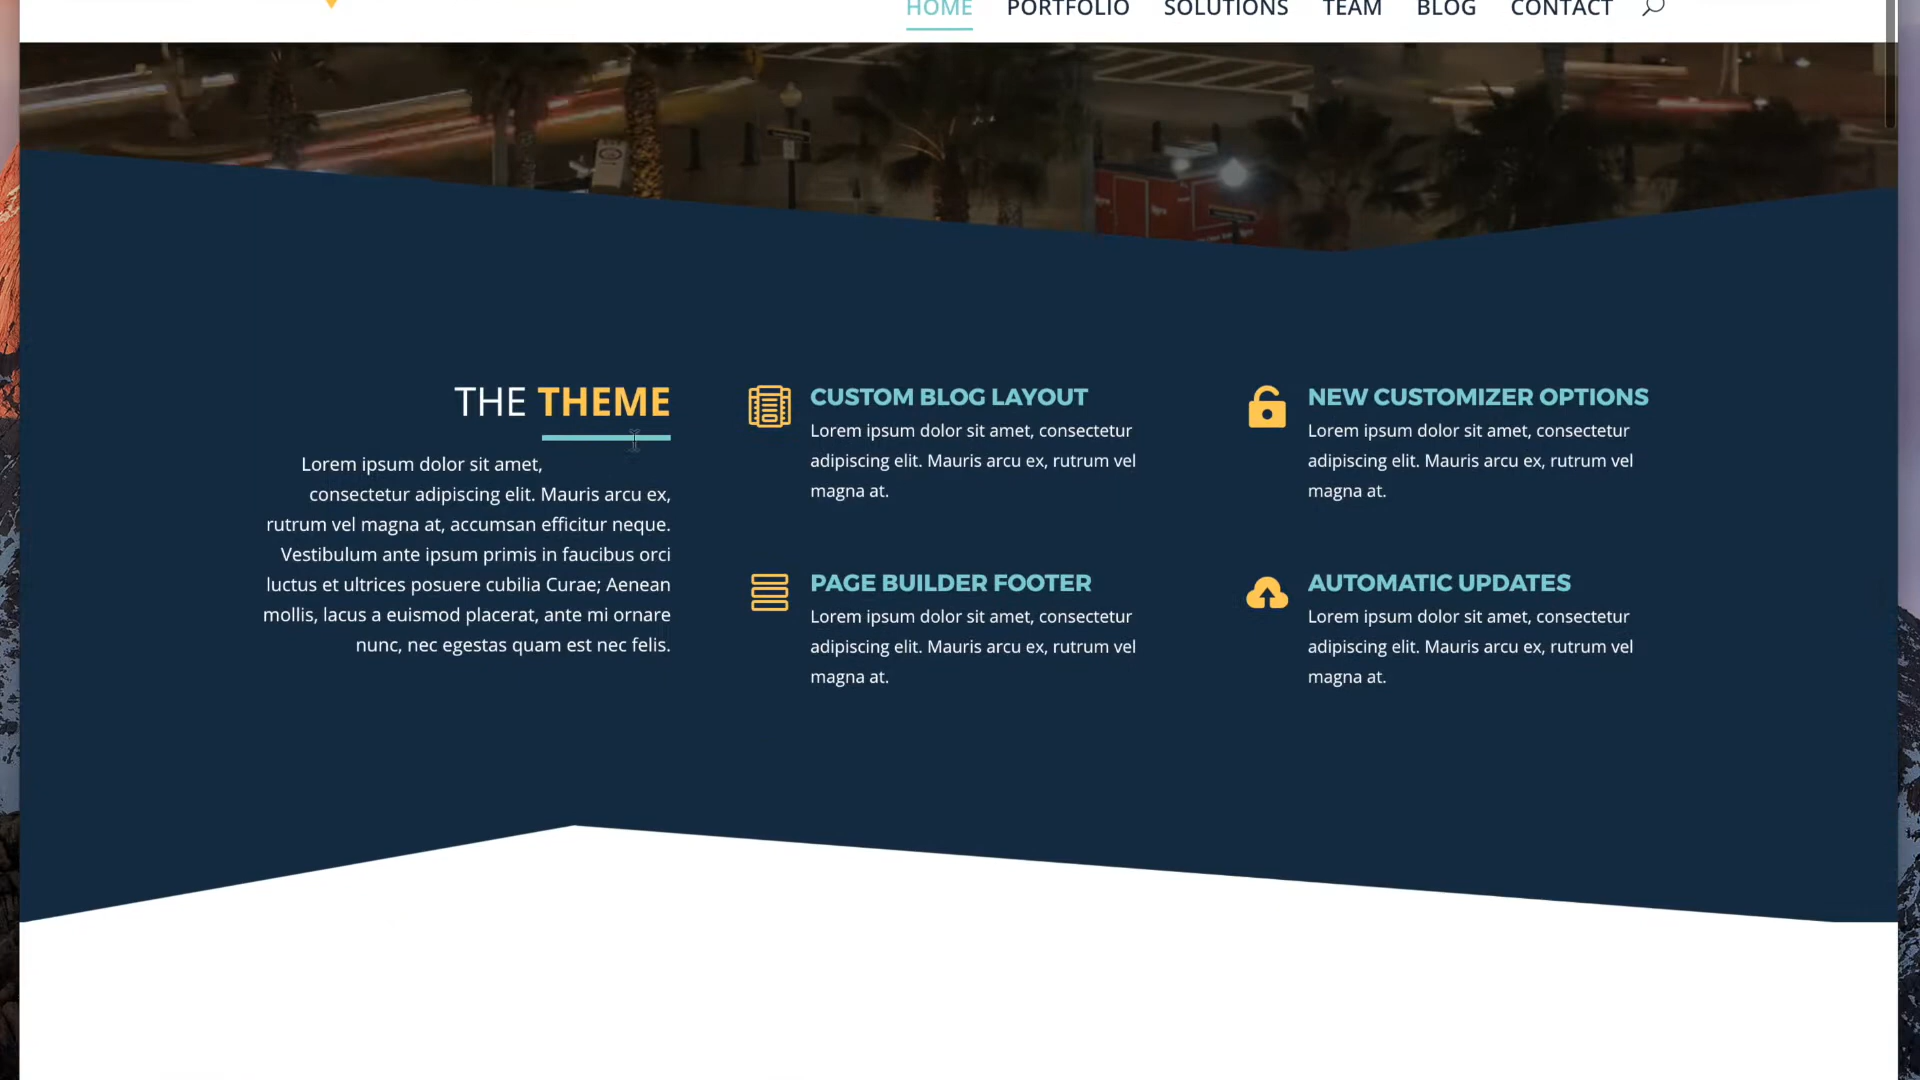 HOME PORTFOLIO SOLUTIONS TEAM BLOG CONTACT
THE THEME
Lorem ipsum dolor sit amet,
consectetur adipiscing elit. Mauris arcu ex,
rutrum vel magna at, accumsan efficitur neque.
Vestibulum ante ipsum primis in faucibus orci
luctus et ultrices posuere cubilia Curae; Aenean
mollis, lacus a euismod placerat, ante mi ornare
nunc, nec egestas quam est nec felis.
CUSTOM BLOG LAYOUT
Lorem ipsum dolor sit amet, consectetur
adipiscing elit. Mauris arcu ex, rutrum vel
magna at.
NEW CUSTOMIZER OPTIONS
Lorem ipsum dolor sit amet, consectetur
adipiscing elit. Mauris arcu ex, rutrum vel
magna at.
PAGE BUILDER FOOTER
Lorem ipsum dolor sit amet, consectetur
adipiscing elit. Mauris arcu ex, rutrum vel
magna at.
AUTOMATIC UPDATES
Lorem ipsum dolor sit amet, consectetur
adipiscing elit. Mauris arcu ex, rutrum vel
magna at.